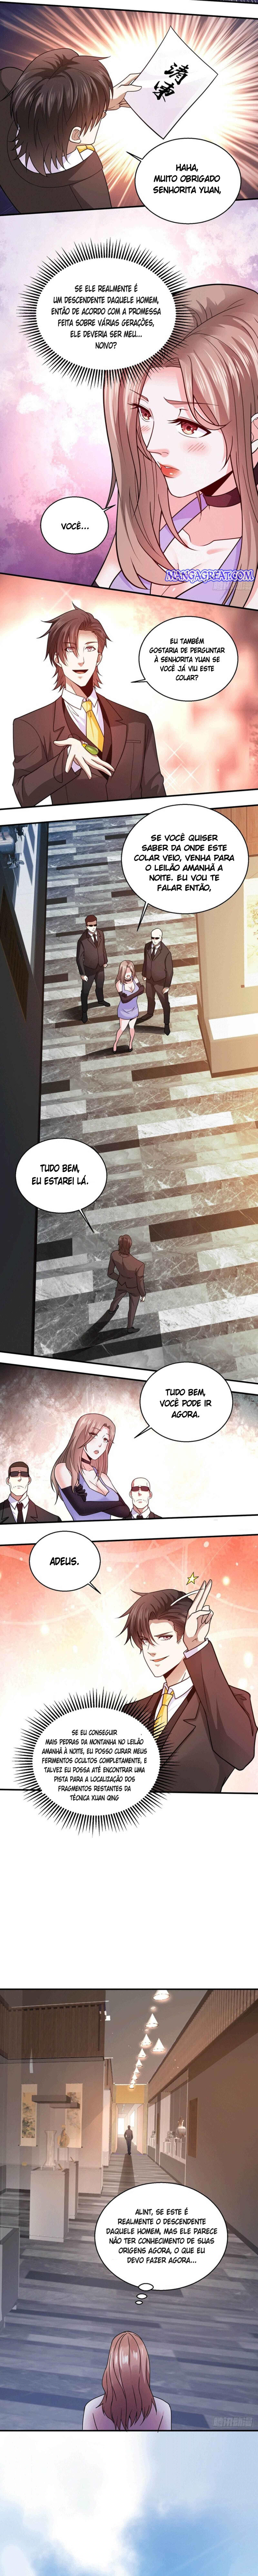 请柬
HAHA,
MUITO OBRIGADO
SENHORITA YUAN,
SE ELE REALMENTE É
UM DESCENDENTE DAQUELE HOMEM,
ENTÃO DE ACORDO COM A PROMESSA
FEITA SOBRE VÁRIAS GERAÇÕES,
ELE DEVERIA SER MEU...
NOIVO?
VOCÊ...
MANGAGREAT.COM
EU TAMBÉM
GOSTARIA DE PERGUNTAR
À SENHORITA YUAN SE
VOCÊ JÁ VIU ESTE
COLAR?
SE VOCÊ QUISER
SABER DA ONDE ESTE
COLAR VEIO, VENHA PARA
O LEILÃO AMANHÃ A
NOITE. EU VOU TE
FALAR ENTÃO,
TUDO BEM,
EU ESTAREI LÁ.
TUDO BEM,
VOCÊ PODE IR
AGORA.
ADEUS.
SE EU CONSEGUIR
MAIS PEDRAS DA MONTANHA NO LEILÃO
AMANHÃ À NOITE, EU POSSO CURAR MEUS
FERIMENTOS OCULTOS COMPLETAMENTE, E
TALVEZ EU POSSA ATÉ ENCONTRAR UMA
PISTA PARA A LOCALIZAÇÃO DOS
FRAGMENTOS RESTANTES DA
TÉCNICA XUAN QING
ALINT, SE ESTE É
REALMENTE O DESCENDENTE
DAQUELE HOMEM, MAS ELE PARECE
NÃO TER CONHECIMENTO DE SUAS
ORIGENS AGORA, O QUE EU
DEVO FAZER AGORA...